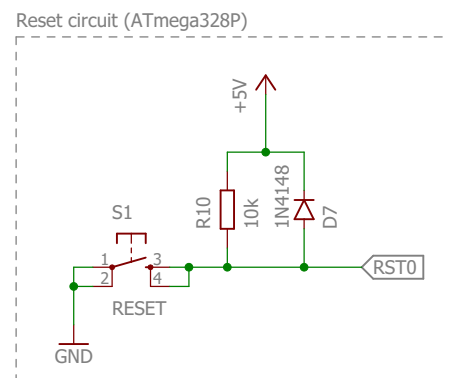 Reset circuit (ATmega328P)
+5V
R10
10k
1N4148
D7
S1
1
3
2
4
RESET
RST0
GND